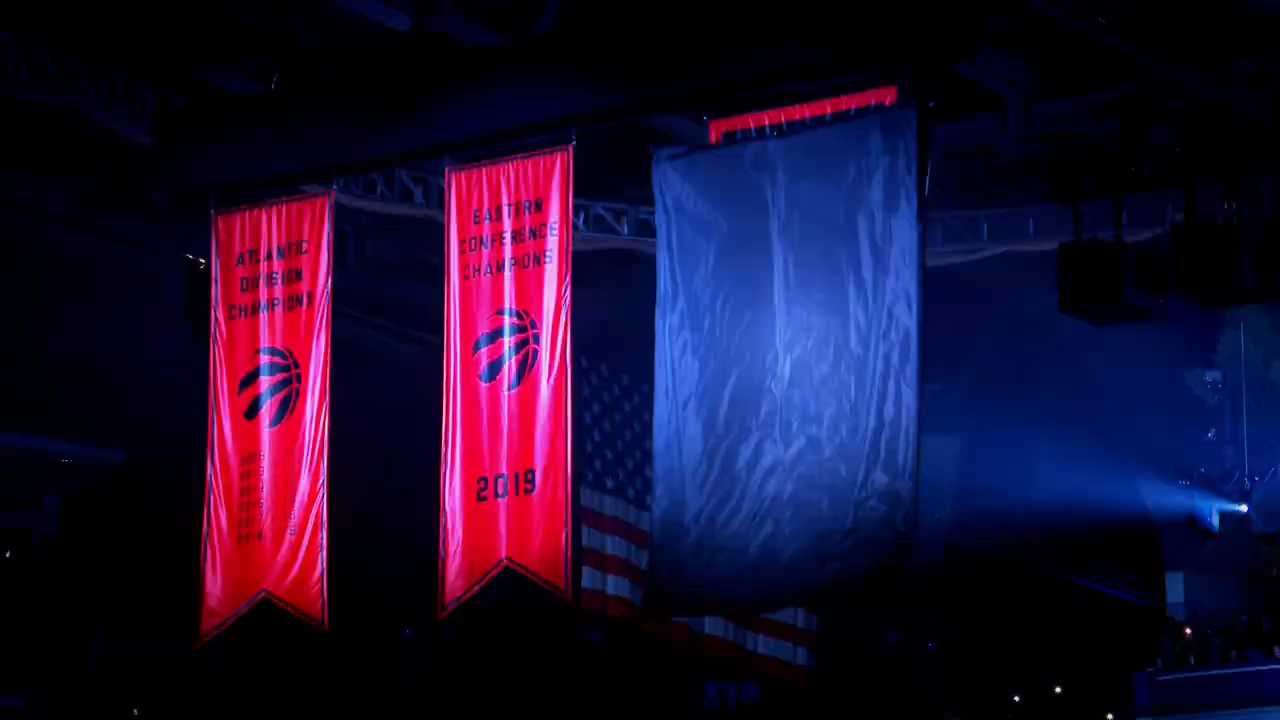 ATLANTIC
DIVISION
CHAMPIONS
EASTERN
CONFERENCE
CHAMPIONS
2019